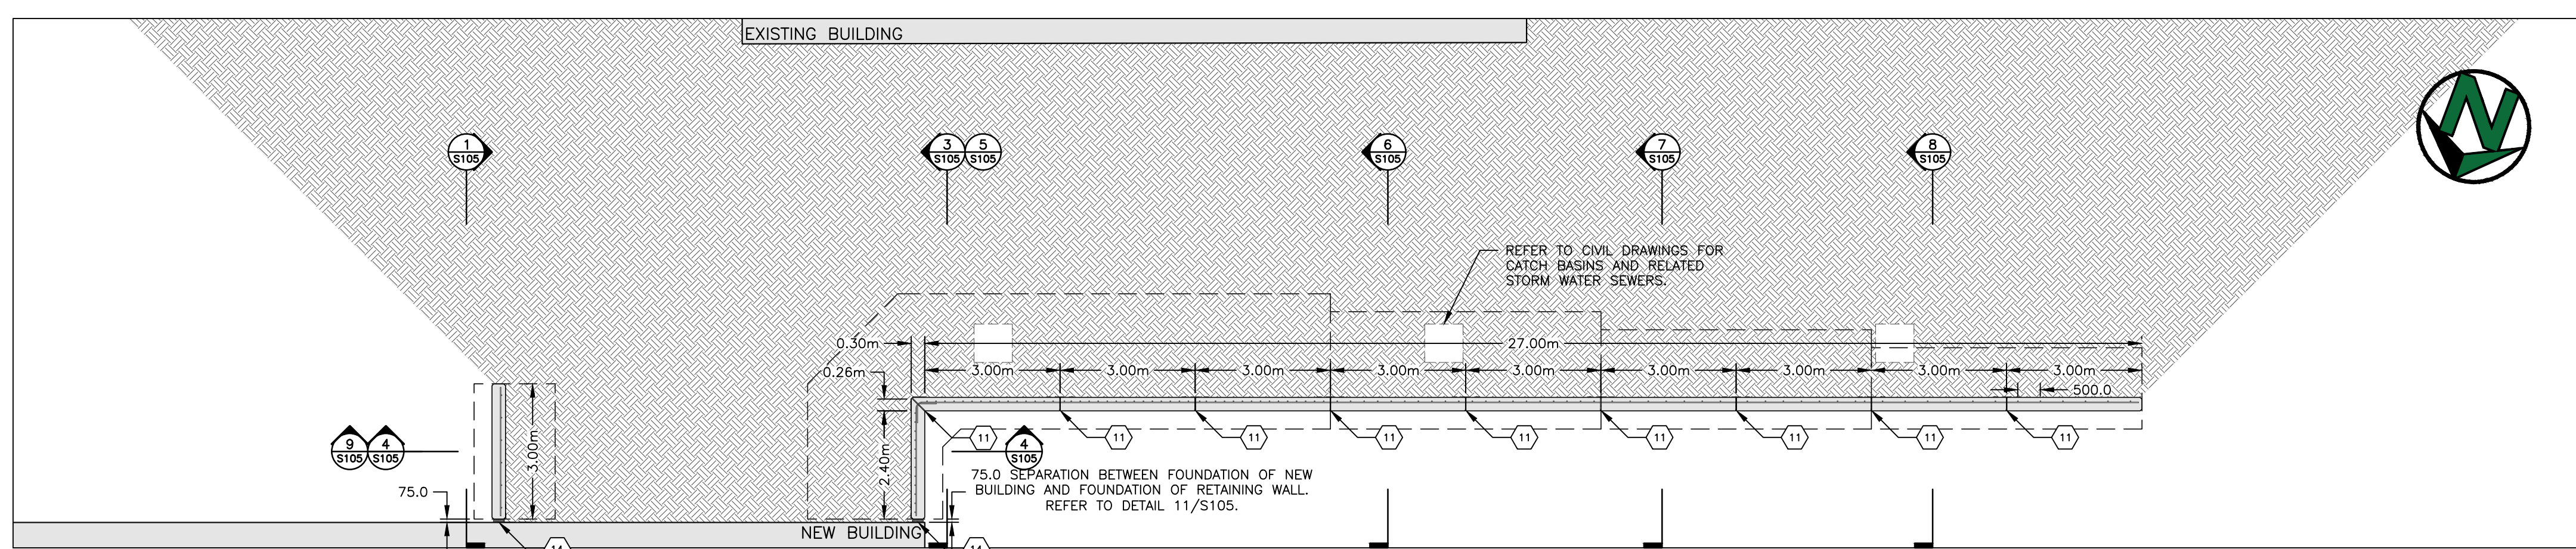 EXISTING BUILDING
N
1
S105
3
S105
5
S105
6
S105
7
S105
8
S105
REFER TO CIVIL DRAWINGS FOR
CATCH BASINS AND RELATED
STORM WATER SEWERS.
0.30m
27.00m
0.26m
3.00m
3.00m
3.00m
3.00m
3.00m
3.00m
3.00m
3.00m
3.00m
500.0
11
11
11
11
11
11
11
11
11
9
S105
4
S105
3.00m
2.40m
4
S105
75.0
75.0 SEPARATION BETWEEN FOUNDATION OF NEW
BUILDING AND FOUNDATION OF RETAINING WALL.
REFER TO DETAIL 11/S105.
NEW BUILDING